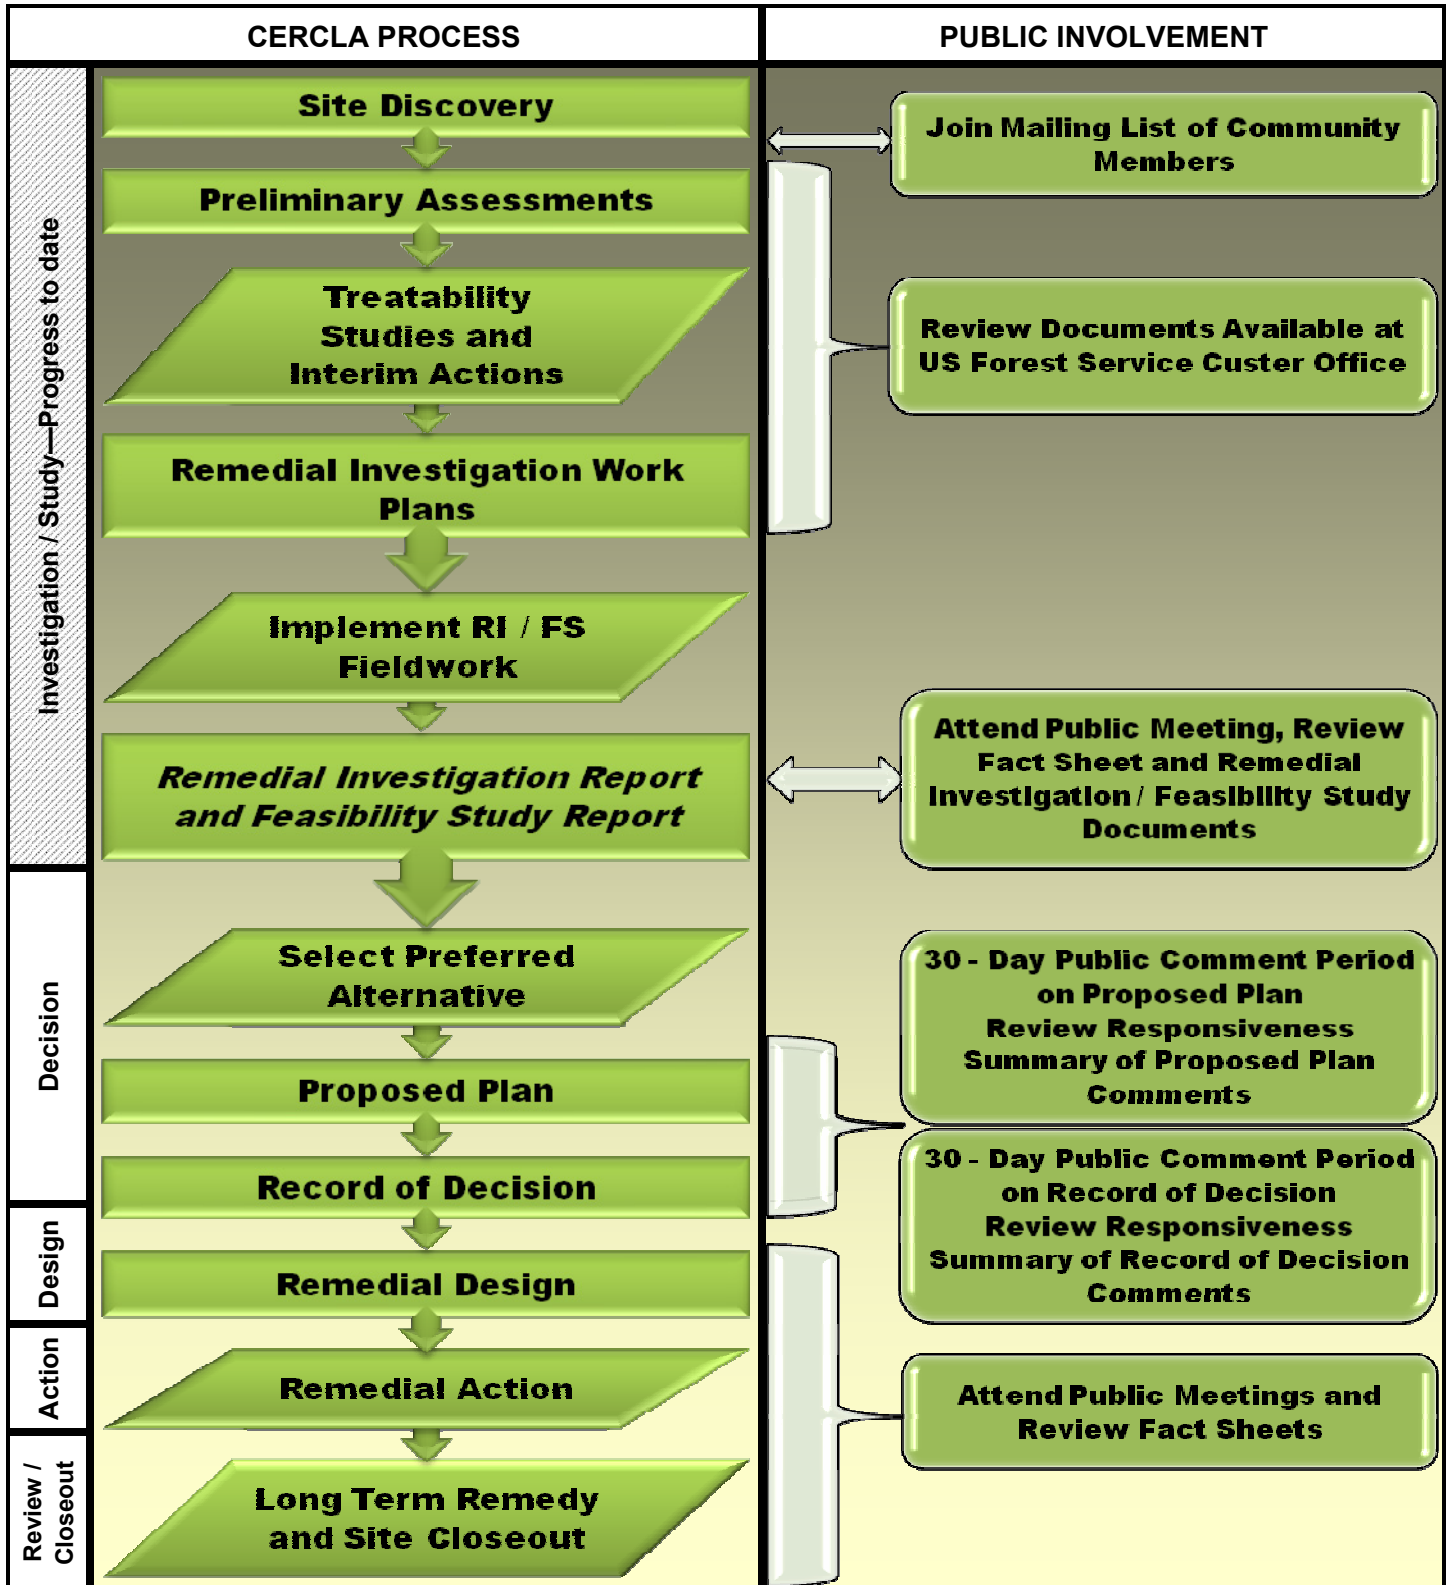 CERCLA PROCESS
PUBLIC INVOLVEMENT
Investigation / Study—Progress to date
Site Discovery
Preliminary Assessments
Treatability
Studies and
Interim Actions
Remedial Investigation Work
Plans
Implement RI / FS
Fieldwork
Remedial Investigation Report
and Feasibility Study Report
Join Mailing List of Community
Members
Review Documents Available at
US Forest Service Custer Office
Attend Public Meeting, Review
Fact Sheet and Remedial
Investigation / Feasibility Study
Documents
Decision
Select Preferred
Alternative
Proposed Plan
Record of Decision
30 - Day Public Comment Period
on Proposed Plan
Review Responsiveness
Summary of Proposed Plan
Comments
30 - Day Public Comment Period
on Record of Decision
Review Responsiveness
Summary of Record of Decision
Comments
Design
Remedial Design
Action
Remedial Action
Attend Public Meetings and
Review Fact Sheets
Review /
Closeout
Long Term Remedy
and Site Closeout